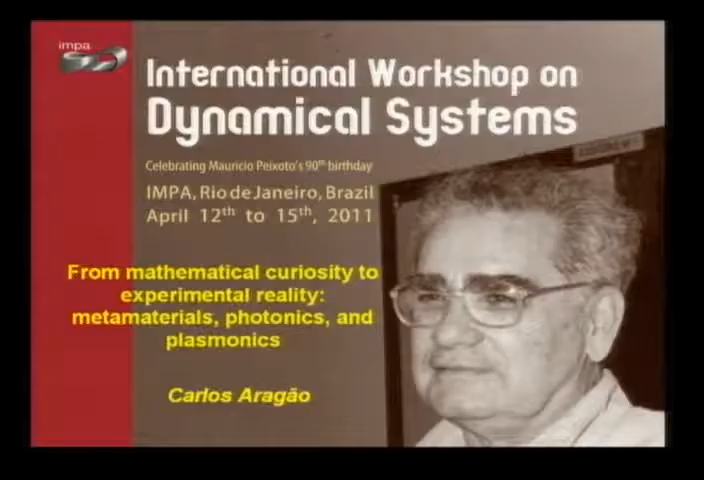 impa
International Workshop on
Dynamical Systems
Celebrating Mauricio Peixoto's 90th birthday
IMPA, Rio de Janeiro, Brazil
April 12th to 15th, 2011
From mathematical curiosity to
experimental reality:
metamaterials, photonics, and
plasmonics
Carlos Aragão